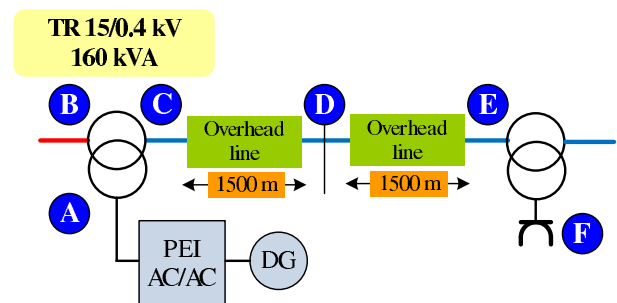 TR 15/0.4 kV
160 kVA
B
C
D
E
Overhead
line
Overhead
line
1500 m
1500 m
A
F
PEI
AC/AC
DG